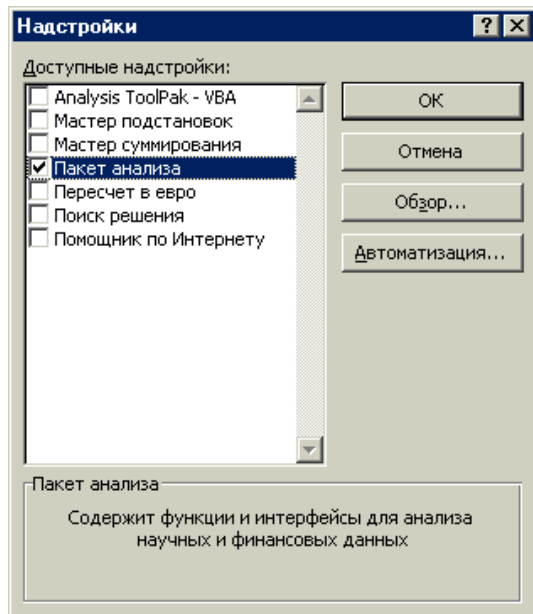 Надстройки
Доступные надстройки:
Analysis ToolPak - VBA
Мастер подстановок
Мастер суммирования
Пакет анализа
Пересчет в евро
Поиск решения
Помощник по Интернету
ОК
Отмена
Обзор...
Автоматизация...
Пакет анализа
Содержит функции и интерфейсы для анализа
научных и финансовых данных